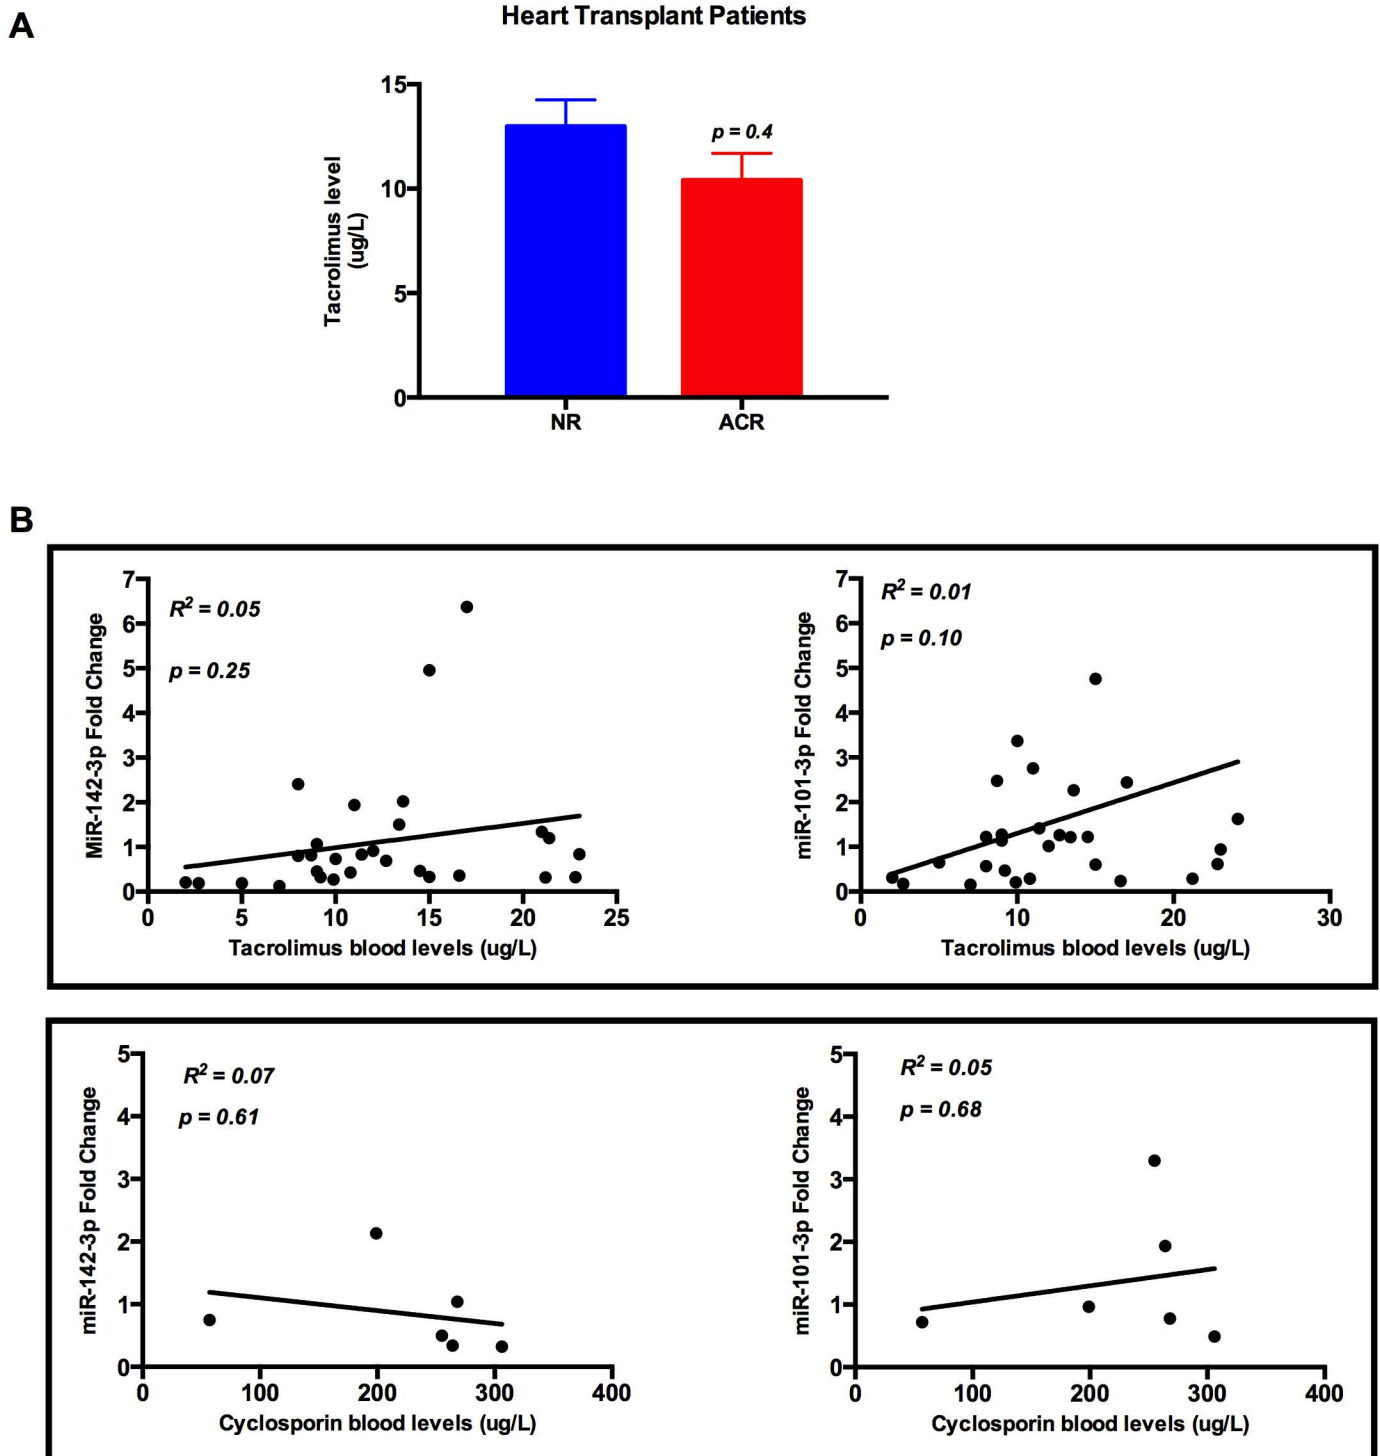 A
Heart Transplant Patients
15
10
5
0
Tacrolimus level
(ug/L)
p = 0.4
NR
ACR
B
7
6
5
4
3
2
1
0
MiR-142-3p Fold Change
R² = 0.05
p = 0.25
0 5 10 15 20 25
Tacrolimus blood levels (ug/L)
7
6
5
4
3
2
1
0
miR-101-3p Fold Change
R² = 0.01
p = 0.10
0 10 20 30
Tacrolimus blood levels (ug/L)
5
4
3
2
1
0
miR-142-3p Fold Change
R² = 0.07
p = 0.61
0 100 200 300 400
Cyclosporin blood levels (ug/L)
5
4
3
2
1
0
miR-101-3p Fold Change
R² = 0.05
p = 0.68
0 100 200 300 400
Cyclosporin blood levels (ug/L)